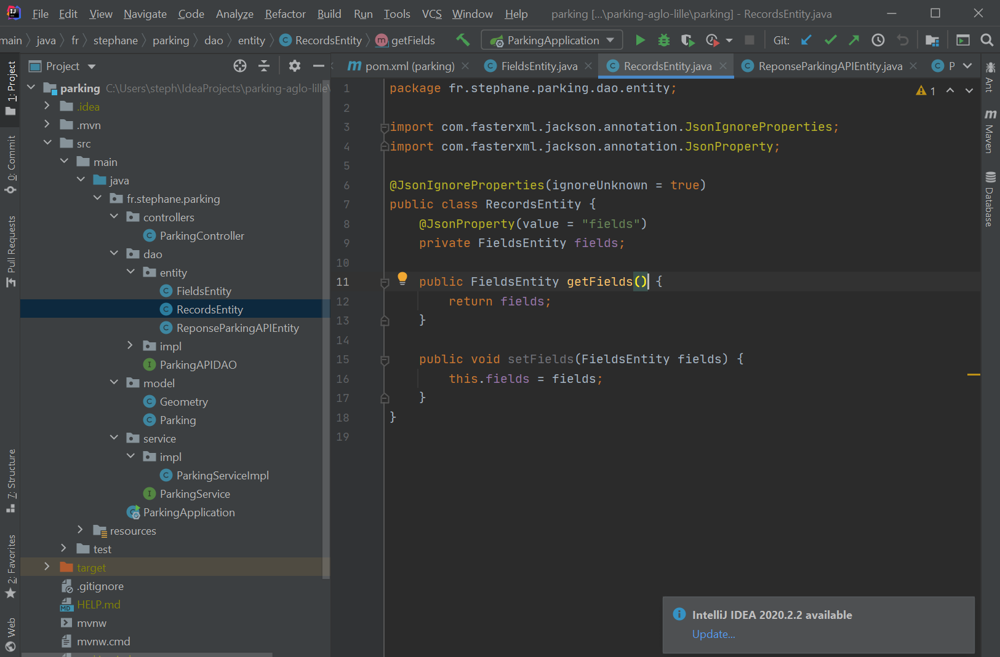 File Edit View Navigate Code Analyze Refactor Build Run Tools VCS Window Help parking [...\parking-aglo-lille\parking] - RecordsEntity.java
main java fr stephane parking dao entity RecordsEntity getFields ParkingApplication Git:
Project
pom.xml (parking) FieldsEntity.java RecordsEntity.java ReponseParkingAPIEntity.java P
1: Project
0: Commit
Pull Requests
7: Structure
2: Favorites
Web
parking C:\Users\steph\IdeaProjects\parking-aglo-lille\
.idea
.mvn
src
main
java
fr.stephane.parking
controllers
ParkingController
dao
entity
FieldsEntity
RecordsEntity
ReponseParkingAPIEntity
impl
ParkingAPIDAO
model
Geometry
Parking
service
impl
ParkingServiceImpl
ParkingService
ParkingApplication
resources
test
target
.gitignore
HELP.md
mvnw
mvnw.cmd
1 package fr.stephane.parking.dao.entity;
2
3 import com.fasterxml.jackson.annotation.JsonIgnoreProperties;
4 import com.fasterxml.jackson.annotation.JsonProperty;
5
6 @JsonIgnoreProperties(ignoreUnknown = true)
7 public class RecordsEntity {
8 @JsonProperty(value = "fields")
9 private FieldsEntity fields;
10
11 public FieldsEntity getFields() {
12 return fields;
13 }
14
15 public void setFields(FieldsEntity fields) {
16 this.fields = fields;
17 }
18 }
19
1
Ant
Maven
Database
IntelliJ IDEA 2020.2.2 available
Update...